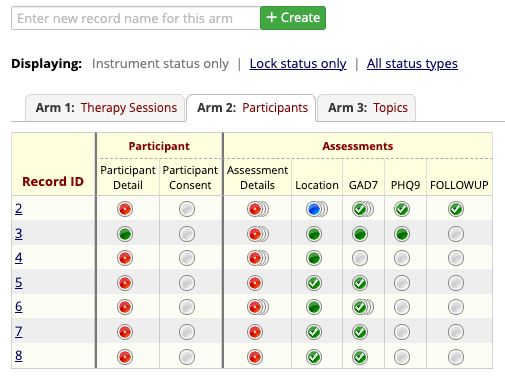 Enter new record name for this arm + Create
Displaying: Instrument status only | Lock status only | All status types
Arm 1: Therapy Sessions Arm 2: Participants Arm 3: Topics
Participant Assessments
Record ID Participant Detail Participant Consent Assessment Details Location GAD7 PHQ9 FOLLOWUP
2
3
4
5
6
7
8